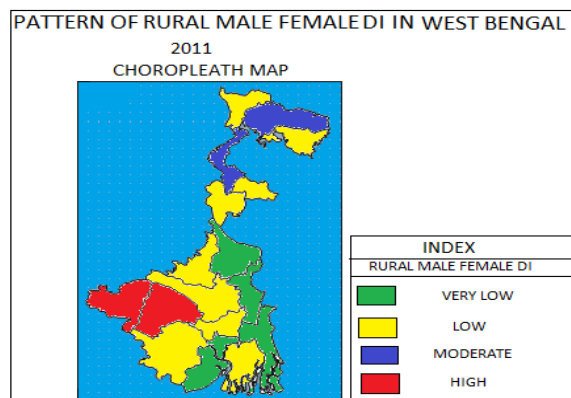 PATTERN OF RURAL MALE FEMALE DI IN WEST BENGAL
2011
CHOROPLEATH MAP
INDEX
RURAL MALE FEMALE DI
VERY LOW
LOW
MODERATE
HIGH